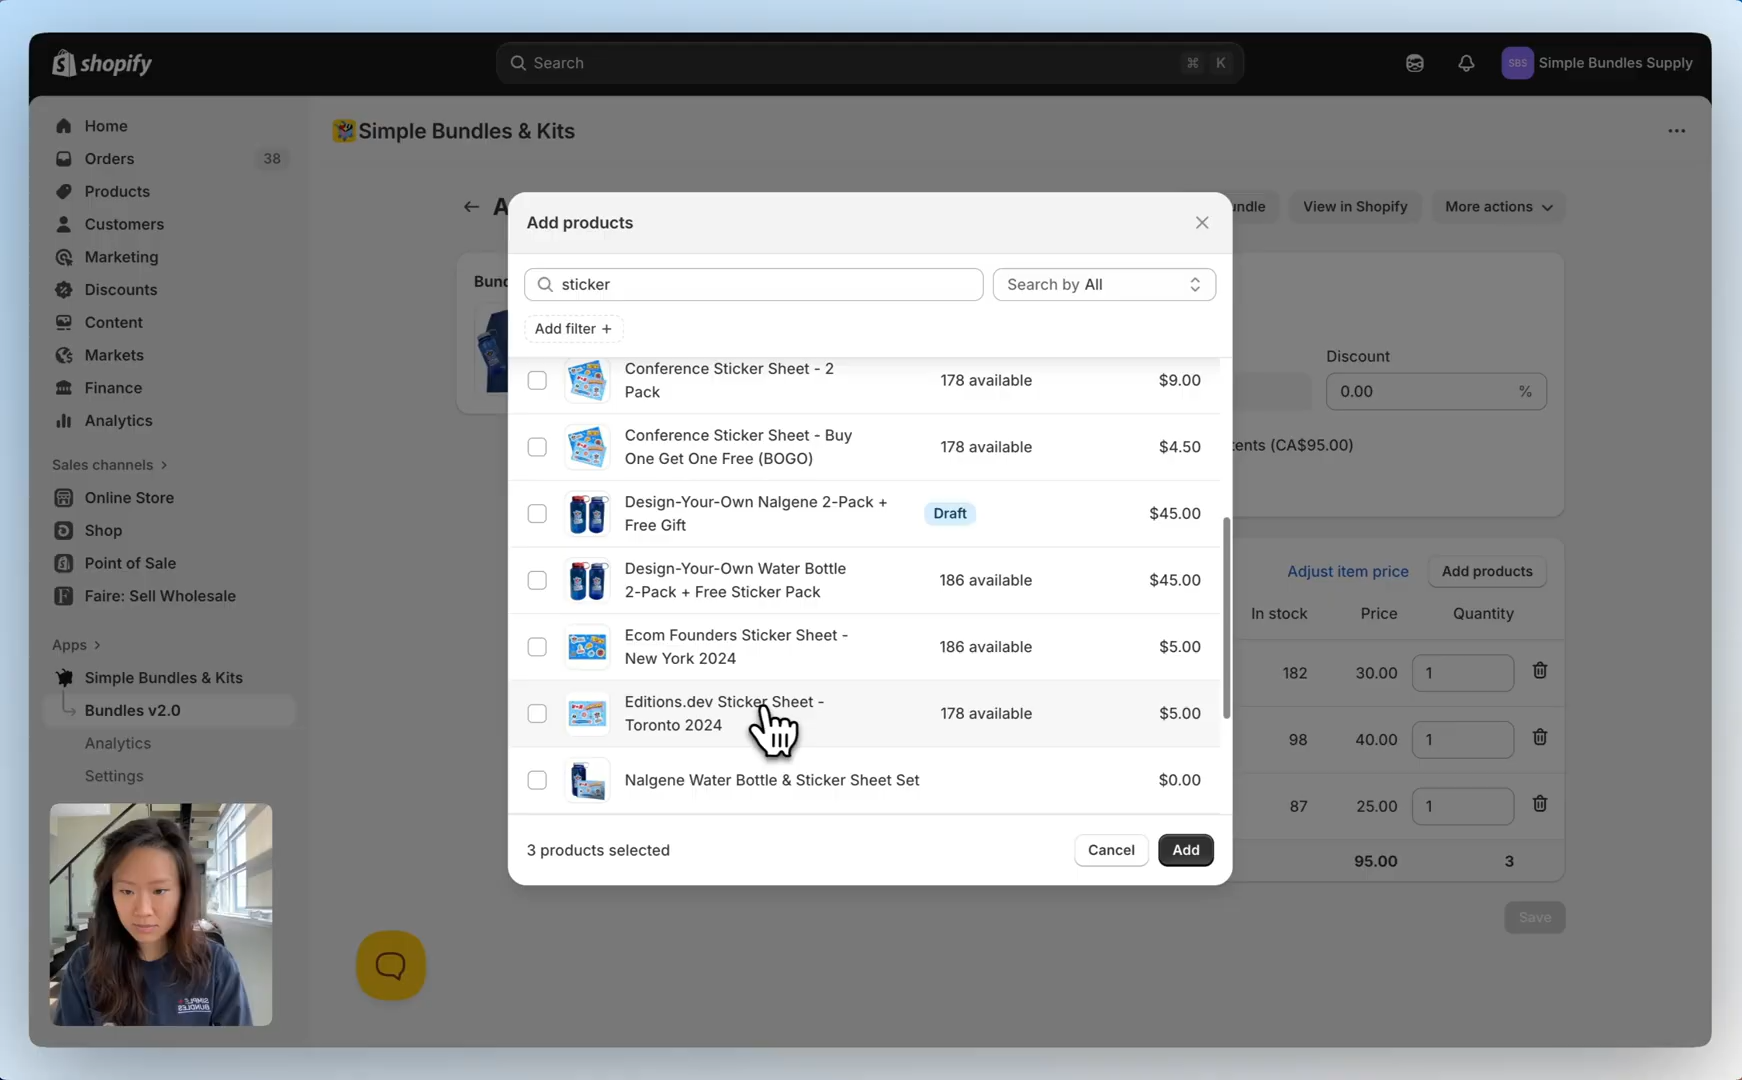 shopify
Search
⌘ K
SBS
Simple Bundles Supply
Home
Orders 38
Products
Customers
Marketing
Discounts
Content
Markets
Finance
Analytics
Sales channels
Online Store
Shop
Point of Sale
Faire: Sell Wholesale
Apps
Simple Bundles & Kits
Bundles v2.0
Analytics
Settings
Simple Bundles & Kits
A
View in Shopify
More actions
Discount
0.00 %
(CA$95.00)
Adjust item price
Add products
In stock Price Quantity
182 30.00 1
98 40.00 1
87 25.00 1
95.00 3
Save
Add products
sticker
Search by All
Add filter +
Conference Sticker Sheet - 2
Pack
178 available
$9.00
Conference Sticker Sheet - Buy
One Get One Free (BOGO)
178 available
$4.50
Design-Your-Own Nalgene 2-Pack +
Free Gift
Draft
$45.00
Design-Your-Own Water Bottle
2-Pack + Free Sticker Pack
186 available
$45.00
Ecom Founders Sticker Sheet -
New York 2024
186 available
$5.00
Editions.dev Sticker Sheet -
Toronto 2024
178 available
$5.00
Nalgene Water Bottle & Sticker Sheet Set
$0.00
3 products selected
Cancel
Add